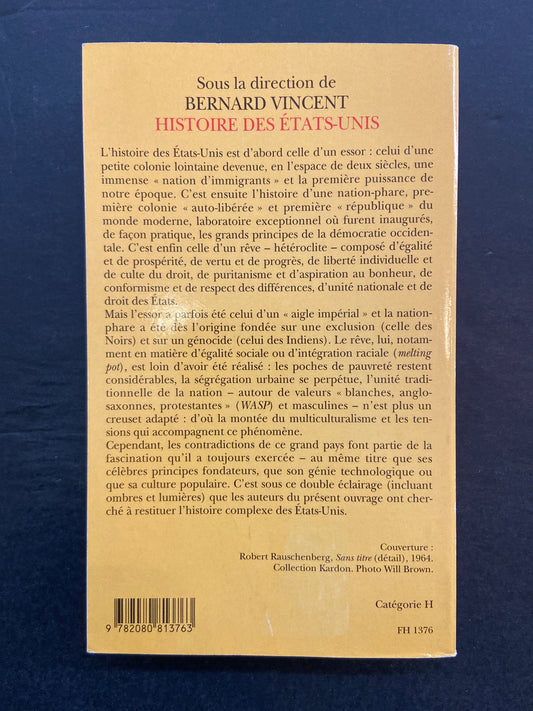 Sous la direction de
BERNARD VINCENT
HISTOIRE DES ÉTATS-UNIS
L'histoire des États-Unis est d'abord celle d'un essor : celui d'une
petite colonie lointaine devenue, en l'espace de deux siècles, une
immense « nation d'immigrants » et la première puissance de
notre époque. C'est ensuite l'histoire d'une nation-phare, pre-
mière colonie « auto-libérée » et première « république » du
monde moderne, laboratoire exceptionnel où furent inaugurés,
de façon pratique, les grands principes de la démocratie occiden-
tale. C'est enfin celle d'un rêve – hétéroclite – composé d'égalité
et de prospérité, de vertu et de progrès, de liberté individuelle et
de culte du droit, de puritanisme et d'aspiration au bonheur, de
conformisme et de respect des différences, d'unité nationale et de
droit des États.
Mais l'essor a parfois été celui d'un « aigle impérial » et la nation-
phare a été dès l'origine fondée sur une exclusion (celle des
Noirs) et sur un génocide (celui des Indiens). Le rêve, lui, notam-
ment en matière d'égalité sociale ou d'intégration raciale (melting
pot), est loin d'avoir été réalisé : les poches de pauvreté restent
considérables, la ségrégation urbaine se perpétue, l'unité tradi-
tionnelle de la nation – autour de valeurs « blanches, anglo-
saxonnes, protestantes » (WASP) et masculines – n'est plus un
creuset adapté : d'où la montée du multiculturalisme et les ten-
sions qui accompagnent ce phénomène.
Cependant, les contradictions de ce grand pays font partie de la
fascination qu'il a toujours exercée – au même titre que ses
célèbres principes fondateurs, que son génie technologique ou
que sa culture populaire. C'est sous ce double éclairage (incluant
ombres et lumières) que les auteurs du présent ouvrage ont cher-
ché à restituer l'histoire complexe des États-Unis.
Couverture :
Robert Rauschenberg, Sans titre (détail), 1964.
Collection Kardon. Photo Will Brown.
Catégorie H
9 782080 813763
FH 1376